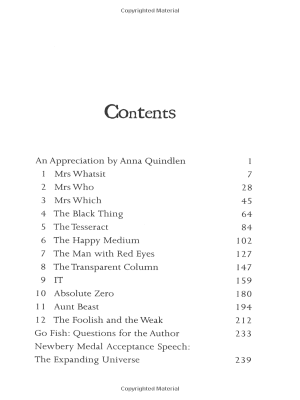 Copyrighted Material
Contents
An Appreciation by Anna Quindlen 1
1 Mrs Whatsit 7
2 Mrs Who 28
3 Mrs Which 45
4 The Black Thing 64
5 The Tesseract 84
6 The Happy Medium 102
7 The Man with Red Eyes 127
8 The Transparent Column 147
9 IT 159
10 Absolute Zero 180
11 Aunt Beast 194
12 The Foolish and the Weak 212
Go Fish: Questions for the Author 233
Newbery Medal Acceptance Speech:
The Expanding Universe 239
Copyrighted Material